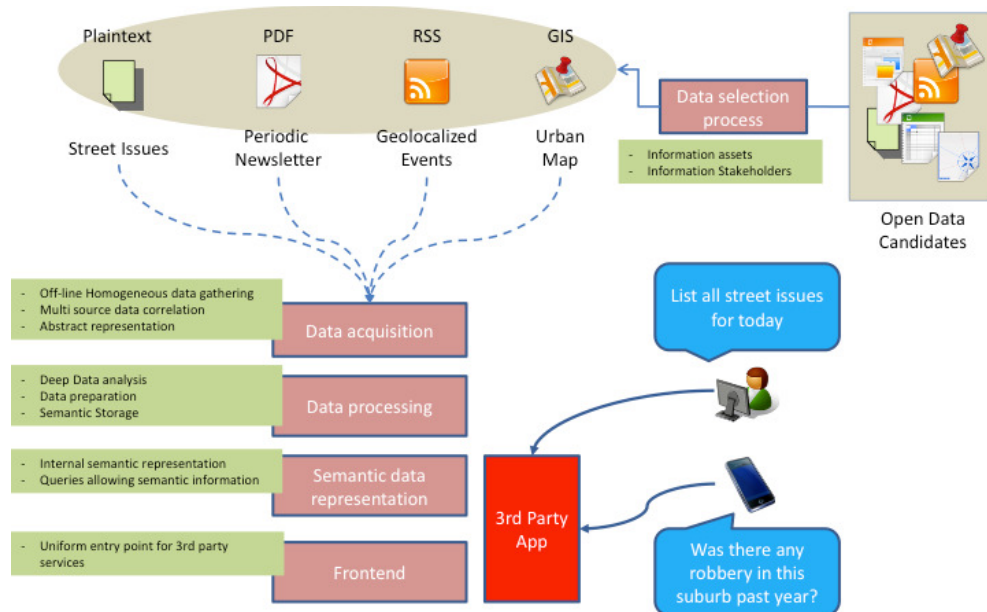 Plaintext
PDF
RSS
GIS
Street Issues
Periodic
Newsletter
Geolocalized
Events
Urban
Map
Data selection
process
- Information assets
- Information Stakeholders
Open Data
Candidates
- Off-line Homogeneous data gathering
- Multi source data correlation
- Abstract representation
Data acquisition
- Deep Data analysis
- Data preparation
- Semantic Storage
Data processing
- Internal semantic representation
- Queries allowing semantic information
Semantic data
representation
- Uniform entry point for 3rd party
services
Frontend
List all street issues
for today
3rd Party
App
Was there any
robbery in this
suburb past year?